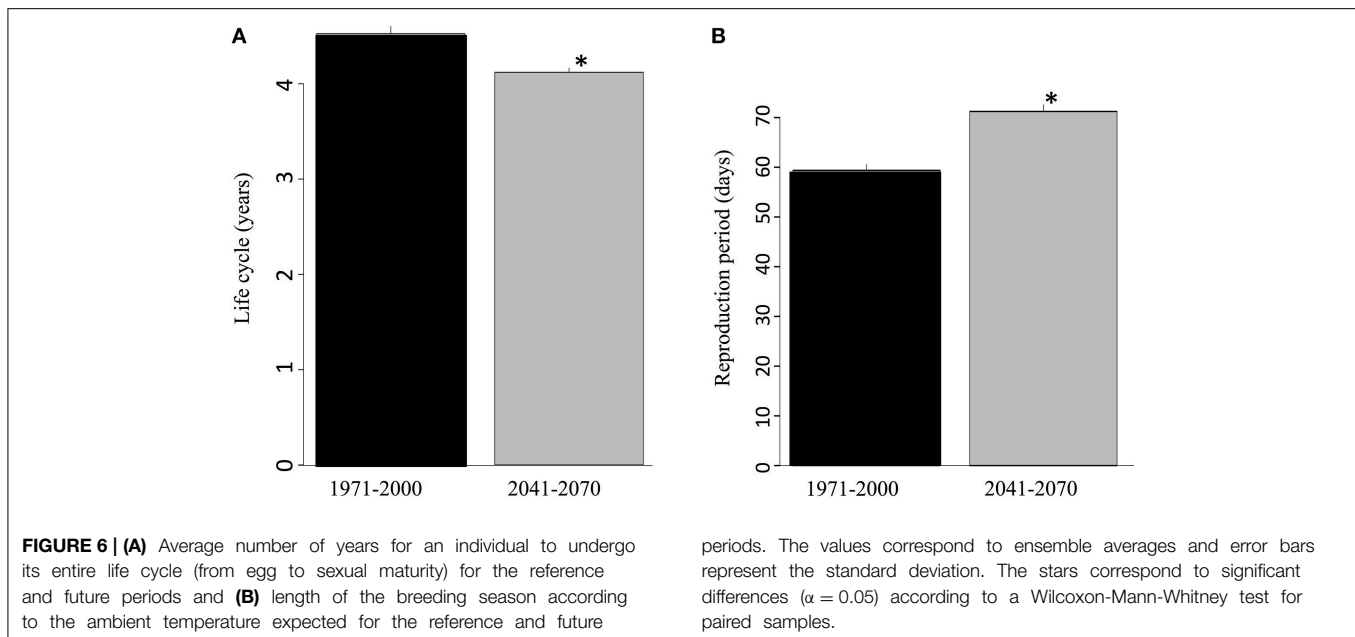 A
Life cycle (years)
4
3
2
1
0
*
1971-2000
2041-2070
B
Reproduction period (days)
70
60
50
40
30
20
10
0
*
1971-2000
2041-2070
FIGURE 6 | (A) Average number of years for an individual to undergo
its entire life cycle (from egg to sexual maturity) for the reference
and future periods and (B) length of the breeding season according
to the ambient temperature expected for the reference and future
periods. The values correspond to ensemble averages and error bars
represent the standard deviation. The stars correspond to significant
differences (α = 0.05) according to a Wilcoxon-Mann-Whitney test for
paired samples.